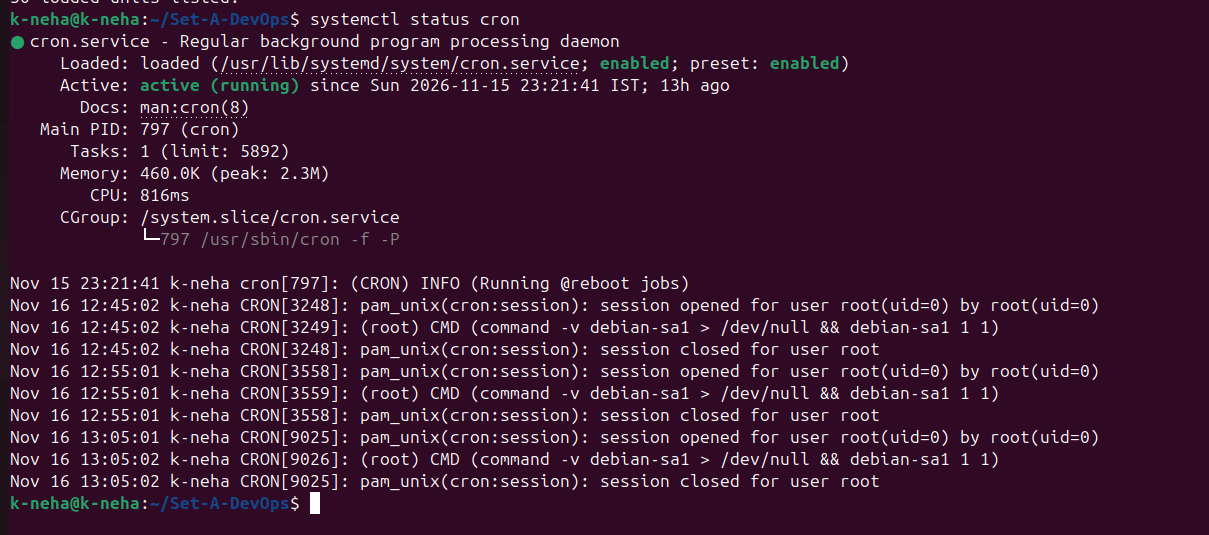 k-neha@k-neha:~/Set-A-DevOps$ systemctl status cron
● cron.service - Regular background program processing daemon
     Loaded: loaded (/usr/lib/systemd/system/cron.service; enabled; preset: enabled)
     Active: active (running) since Sun 2026-11-15 23:21:41 IST; 13h ago
       Docs: man:cron(8)
   Main PID: 797 (cron)
      Tasks: 1 (limit: 5892)
     Memory: 460.0K (peak: 2.3M)
        CPU: 816ms
     CGroup: /system.slice/cron.service
             └─797 /usr/sbin/cron -f -P

Nov 15 23:21:41 k-neha cron[797]: (CRON) INFO (Running @reboot jobs)
Nov 16 12:45:02 k-neha CRON[3248]: pam_unix(cron:session): session opened for user root(uid=0) by root(uid=0)
Nov 16 12:45:02 k-neha CRON[3249]: (root) CMD (command -v debian-sa1 > /dev/null && debian-sa1 1 1)
Nov 16 12:45:02 k-neha CRON[3248]: pam_unix(cron:session): session closed for user root
Nov 16 12:55:01 k-neha CRON[3558]: pam_unix(cron:session): session opened for user root(uid=0) by root(uid=0)
Nov 16 12:55:01 k-neha CRON[3559]: (root) CMD (command -v debian-sa1 > /dev/null && debian-sa1 1 1)
Nov 16 12:55:01 k-neha CRON[3558]: pam_unix(cron:session): session closed for user root
Nov 16 13:05:01 k-neha CRON[9025]: pam_unix(cron:session): session opened for user root(uid=0) by root(uid=0)
Nov 16 13:05:02 k-neha CRON[9026]: (root) CMD (command -v debian-sa1 > /dev/null && debian-sa1 1 1)
Nov 16 13:05:02 k-neha CRON[9025]: pam_unix(cron:session): session closed for user root
k-neha@k-neha:~/Set-A-DevOps$